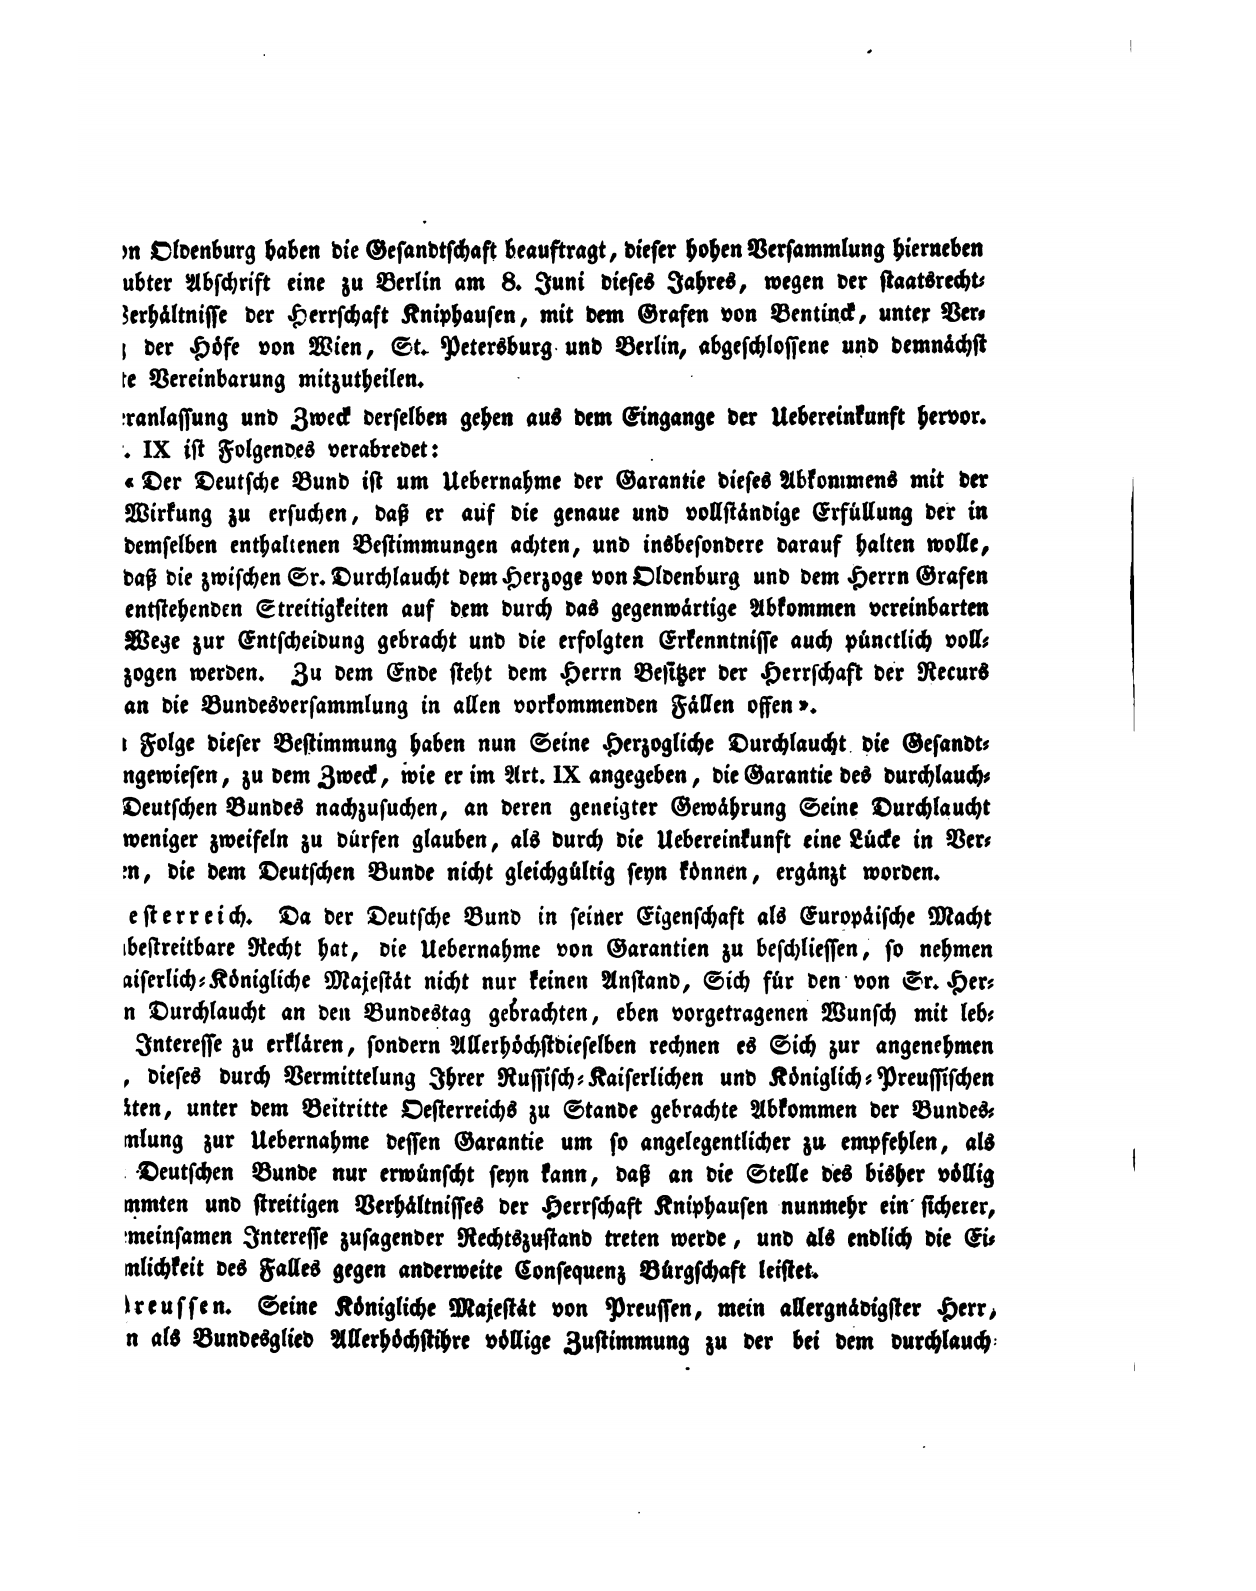 on Oldenburg haben die Gesandtschaft beauftragt, dieser hohen Versammlung hierneben
ubter Abschrift eine zu Berlin am 8. Juni dieses Jahres, wegen der staatsrecht-
Verhältnisse der Herrschaft Kniphausen, mit dem Grafen von Bentinck, unter Ver-
der Höfe von Wien, St. Petersburg und Berlin, abgeschlossene und demnächst
te Vereinbarung mitzutheilen.
eranlassung und Zweck derselben gehen aus dem Eingange der Uebereinkunft hervor.
. IX ist Folgendes verabredet:
« Der Deutsche Bund ist um Uebernahme der Garantie dieses Abkommens mit der
Wirkung zu ersuchen, daß er auf die genaue und vollständige Erfüllung der in
demselben enthaltenen Bestimmungen achten, und insbesondere darauf halten wolle,
daß die zwischen Sr. Durchlaucht dem Herzoge von Oldenburg und dem Herrn Grafen
entstehenden Streitigkeiten auf dem durch das gegenwärtige Abkommen vereinbarten
Wege zur Entscheidung gebracht und die erfolgten Erkenntnisse auch pünctlich voll-
zogen werden. Zu dem Ende steht dem Herrn Besitzer der Herrschaft der Recurs
an die Bundesversammlung in allen vorkommenden Fällen offen ».
Folge dieser Bestimmung haben nun Seine Herzogliche Durchlaucht die Gesandt-
ngewiesen, zu dem Zweck, wie er im Art. IX angegeben, die Garantie des durchlauch-
Deutschen Bundes nachzusuchen, an deren geneigter Gewährung Seine Durchlaucht
weniger zweifeln zu dürfen glauben, als durch die Uebereinkunft eine Lücke in Ver-
en, die dem Deutschen Bunde nicht gleichgültig seyn können, ergänzt worden.
esterreich. Da der Deutsche Bund in seiner Eigenschaft als Europäische Macht
nbestreitbare Recht hat, die Uebernahme von Garantien zu beschliessen, so nehmen
aiserlich-Königliche Majestät nicht nur keinen Anstand, Sich für den von Sr. Her-
n Durchlaucht an den Bundestag gebrachten, eben vorgetragenen Wunsch mit leb-
Interesse zu erklären, sondern Allerhöchstdieselben rechnen es Sich zur angenehmen
, dieses durch Vermittelung Ihrer Russisch-Kaiserlichen und Königlich-Preussischen
äten, unter dem Beitritte Oesterreichs zu Stande gebrachte Abkommen der Bundes-
mlung zur Uebernahme dessen Garantie um so angelegentlicher zu empfehlen, als
Deutschen Bunde nur erwünscht seyn kann, daß an die Stelle des bisher völlig
mmten und streitigen Verhältnisses der Herrschaft Kniphausen nunmehr ein sicherer,
meinsamen Interesse zusagender Rechtszustand treten werde, und als endlich die Ei-
mlichkeit des Falles gegen anderweite Consequenz Bürgschaft leistet.
reussen. Seine Königliche Majestät von Preussen, mein allergnädigster Herr,
n als Bundesglied Allerhöchstihre völlige Zustimmung zu der bei dem durchlauch-